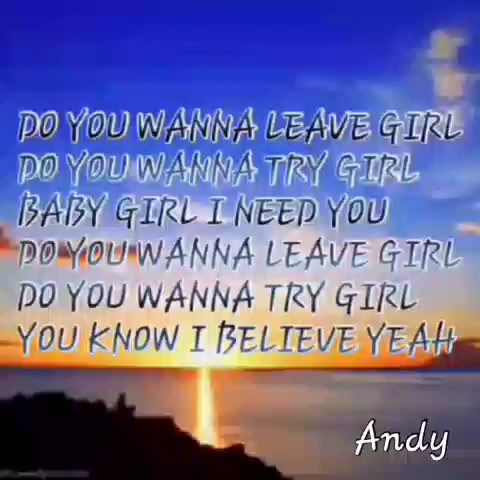 DO YOU WANNA LEAVE GIRL
DO YOU WANNA TRY GIRL
BABY GIRL I NEED YOU
DO YOU WANNA LEAVE GIRL
DO YOU WANNA TRY GIRL
YOU KNOW I BELIEVE YEAH
Andy